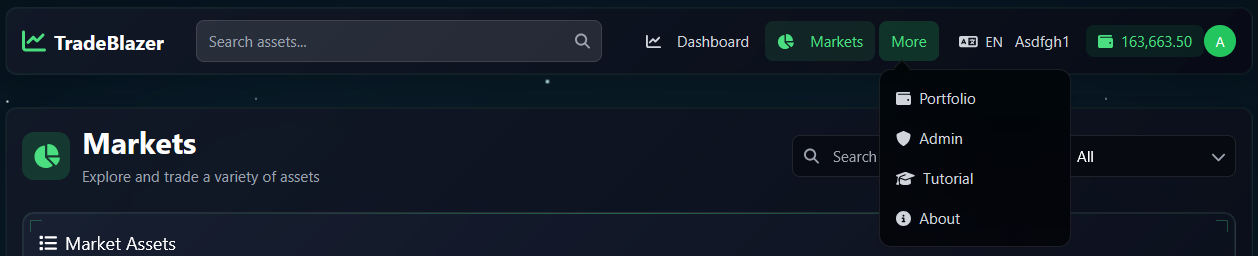 TradeBlazer
Search assets...
Dashboard
Markets
More
EN
Asdfgh1
163,663.50
A
Portfolio
Admin
Tutorial
About
Markets
Explore and trade a variety of assets
Search
All
Market Assets